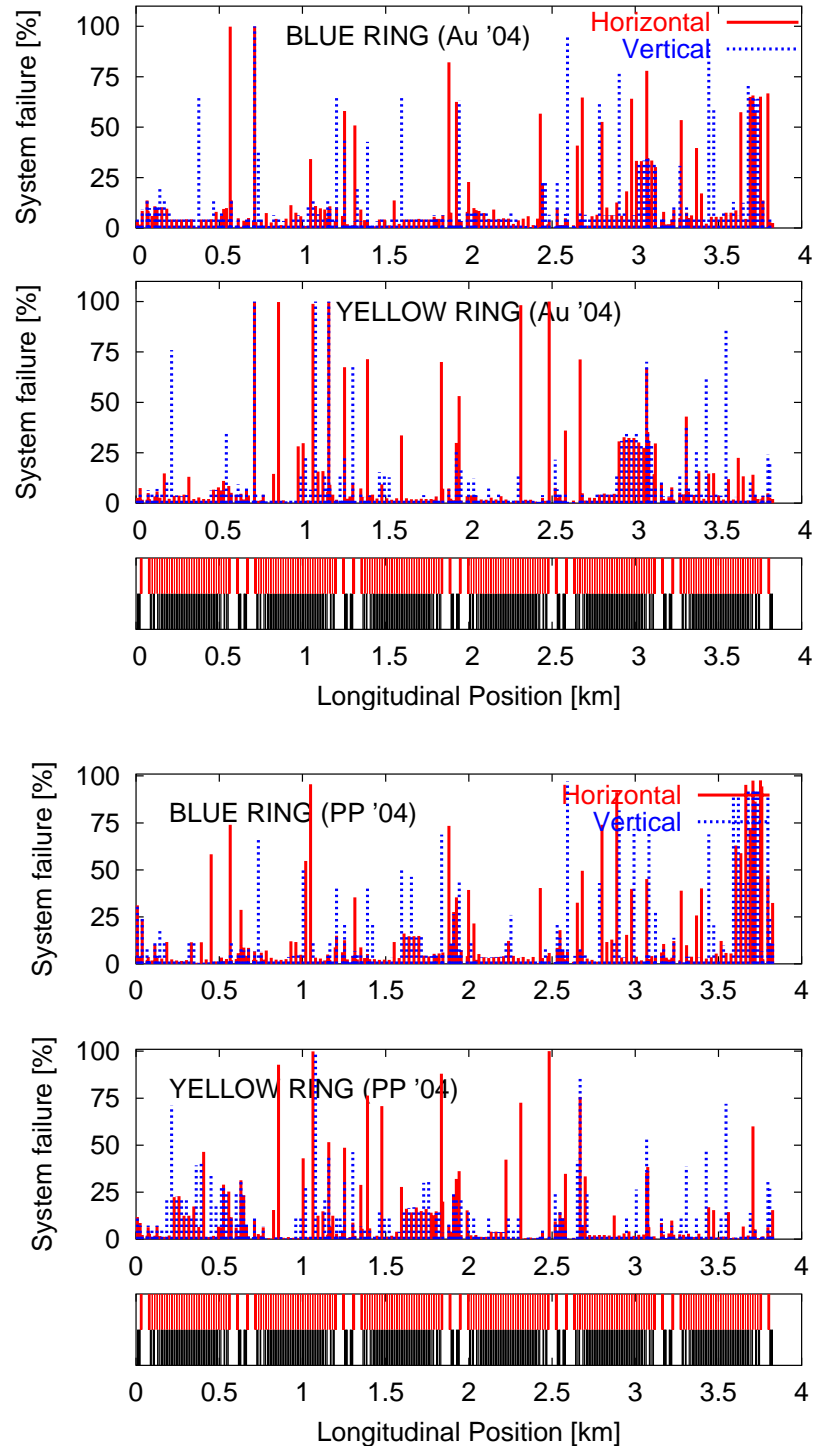 System failure [%]
100
75
50
25
0
BLUE RING (Au '04)
Horizontal
Vertical
0 0.5 1 1.5 2 2.5 3 3.5 4
System failure [%]
100
75
50
25
0
YELLOW RING (Au '04)
0 0.5 1 1.5 2 2.5 3 3.5 4
0 0.5 1 1.5 2 2.5 3 3.5 4
Longitudinal Position [km]
System failure [%]
100
75
50
25
0
BLUE RING (PP '04)
Horizontal
Vertical
0 0.5 1 1.5 2 2.5 3 3.5 4
System failure [%]
100
75
50
25
0
YELLOW RING (PP '04)
0 0.5 1 1.5 2 2.5 3 3.5 4
0 0.5 1 1.5 2 2.5 3 3.5 4
Longitudinal Position [km]